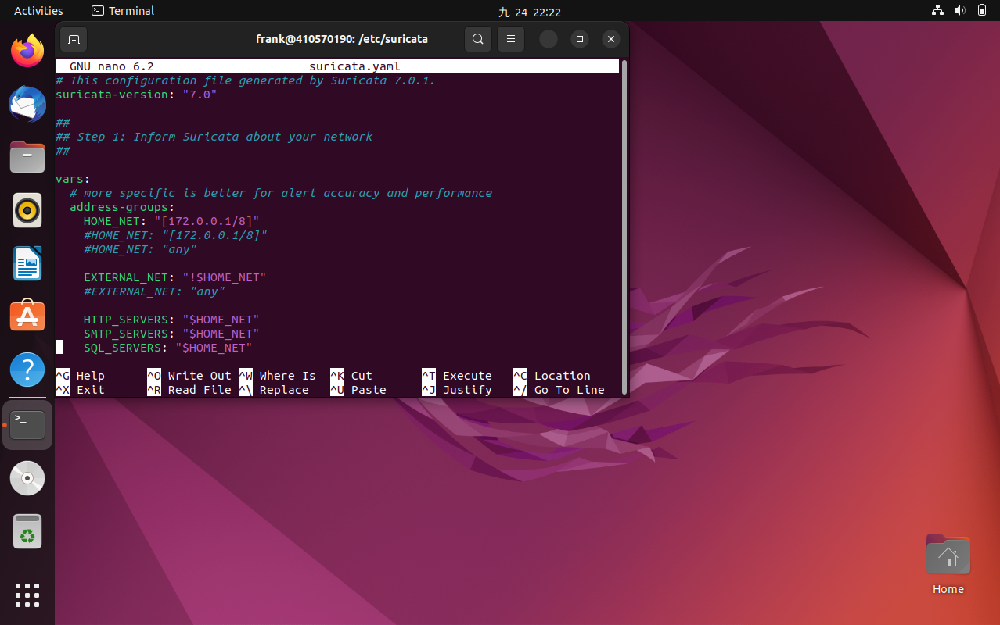 Activities
Terminal
九 24 22:22
frank@410570190: /etc/suricata
GNU nano 6.2 suricata.yaml
# This configuration file generated by Suricata 7.0.1.
suricata-version: "7.0"
##
## Step 1: Inform Suricata about your network
##
vars:
# more specific is better for alert accuracy and performance
address-groups:
HOME_NET: "[172.0.0.1/8]"
#HOME_NET: "[172.0.0.1/8]"
#HOME_NET: "any"
EXTERNAL_NET: "!$HOME_NET"
#EXTERNAL_NET: "any"
HTTP_SERVERS: "$HOME_NET"
SMTP_SERVERS: "$HOME_NET"
SQL_SERVERS: "$HOME_NET"
^G Help ^O Write Out ^W Where Is ^K Cut ^T Execute ^C Location
^X Exit ^R Read File ^\ Replace ^U Paste ^J Justify ^/ Go To Line
Home